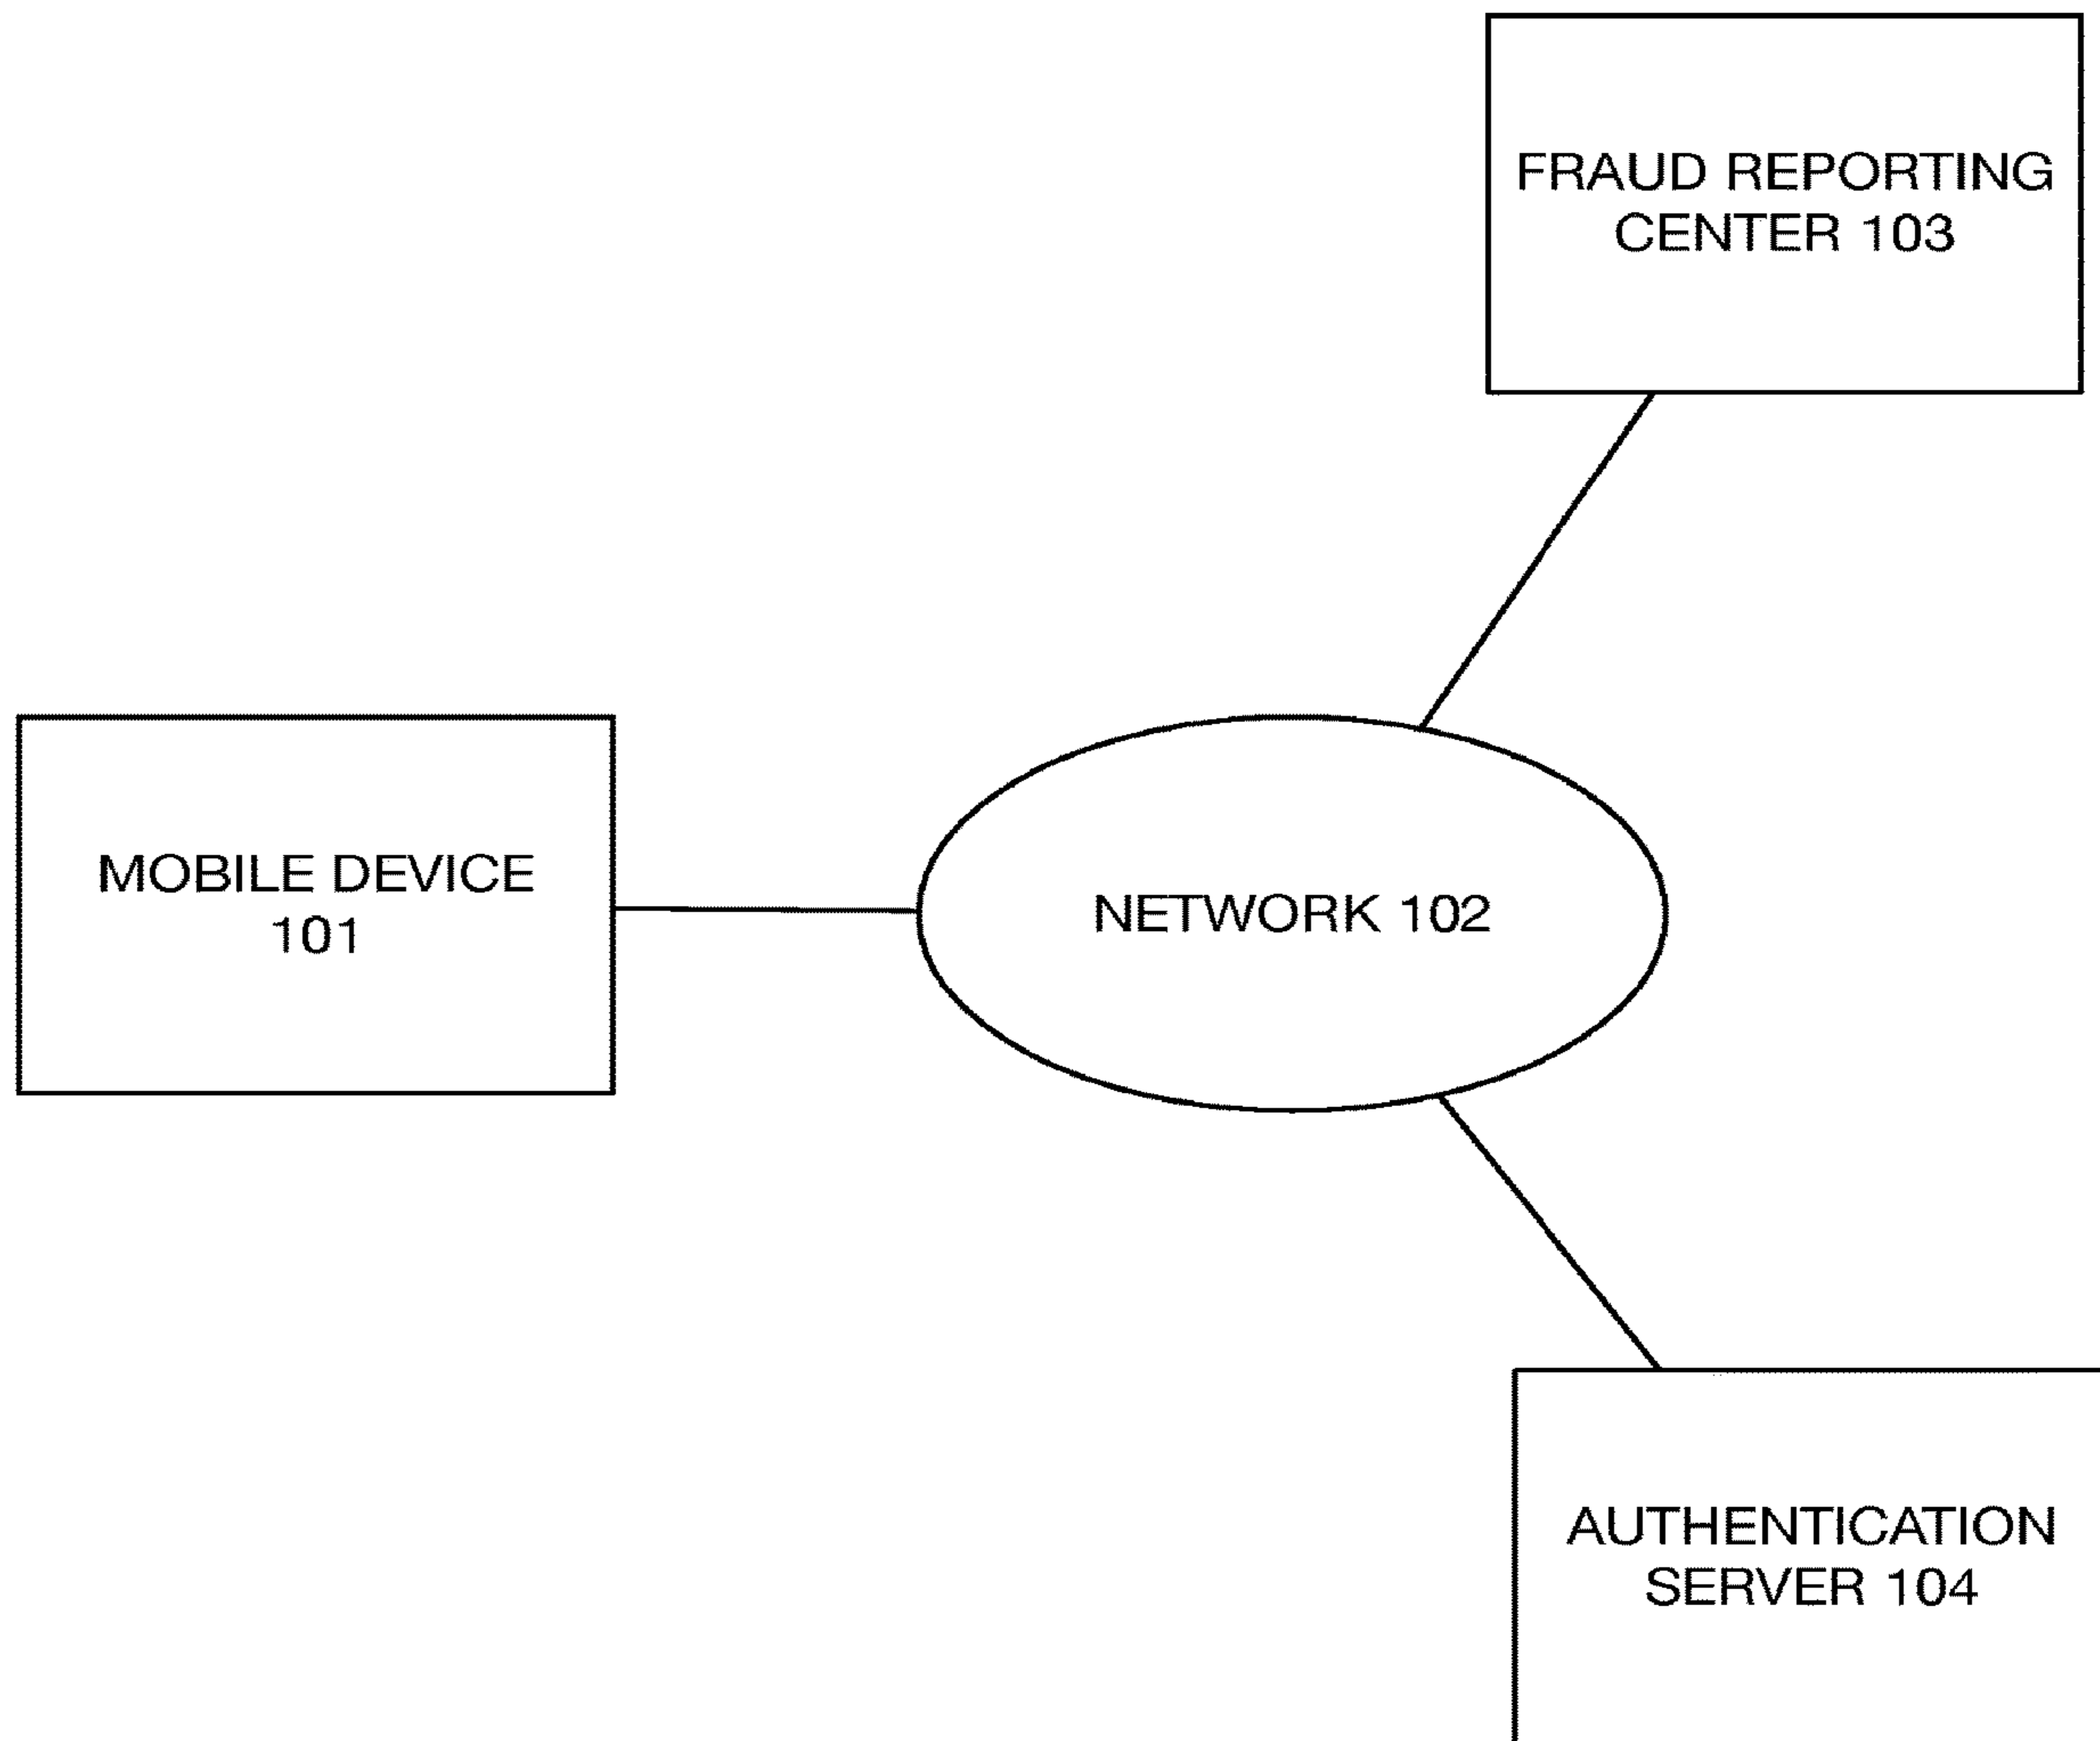 FRAUD REPORTING
CENTER 103
MOBILE DEVICE
101
NETWORK 102
AUTHENTICATION
SERVER 104